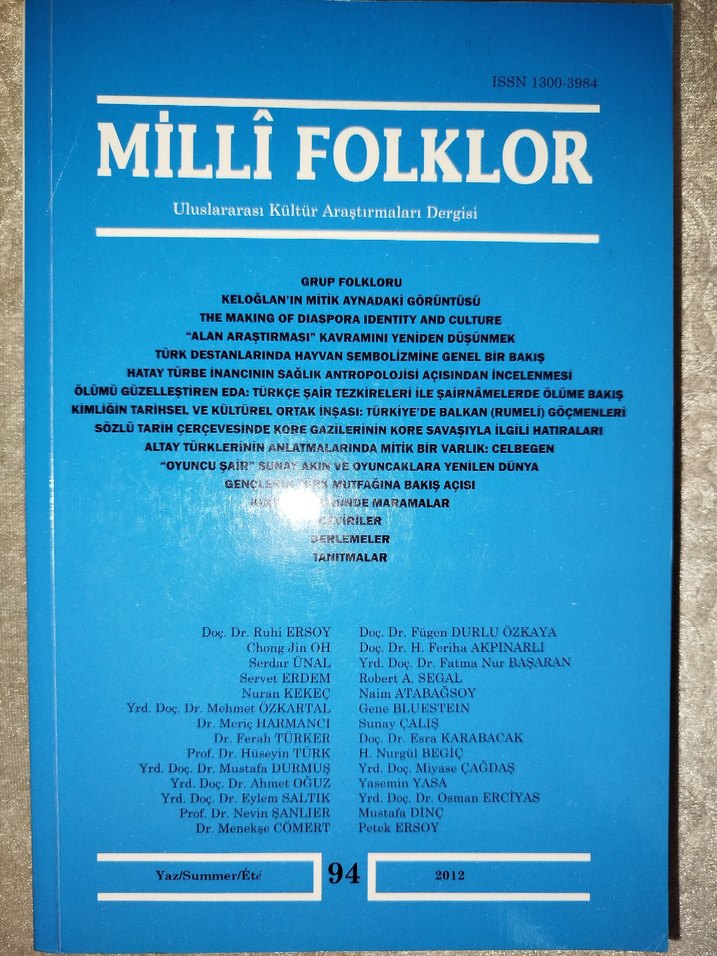 ISSN 1300-3984
MİLLÎ FOLKLOR
Uluslararası Kültür Araştırmaları Dergisi
GRUP FOLKLORU
KELOĞLAN'IN MİTİK AYNADAKİ GÖRÜNTÜSÜ
THE MAKING OF DIASPORA IDENTITY AND CULTURE
"ALAN ARAŞTIRMASI" KAVRAMINI YENİDEN DÜŞÜNMEK
TÜRK DESTANLARINDA HAYVAN SEMBOLİZMİNE GENEL BİR BAKIŞ
HATAY TÜRBE İNANCININ SAĞLIK ANTROPOLOJİSİ AÇISINDAN İNCELENMESİ
ÖLÜMÜ GÜZELLEŞTİREN EDA: TÜRKÇE ŞAİR TEZKİRELERİ İLE ŞAİRNÂMELERDE ÖLÜME BAKIŞ
KİMLİĞİN TARİHSEL VE KÜLTÜREL ORTAK İNŞASI: TÜRKİYE'DE BALKAN (RUMELİ) GÖÇMENLERİ
SÖZLÜ TARİH ÇERÇEVESİNDE KORE GAZİLERİNİN KORE SAVAŞIYLA İLGİLİ HATIRALARI
ALTAY TÜRKLERİNİN ANLATMALARINDA MİTİK BİR VARLIK: CELBEGEN
"OYUNCU ŞAİR" SUNAY AKIN VE OYUNCAKLARA YENİLEN DÜNYA
GENÇLERİN TÜRK MUTFAĞINA BAKIŞ AÇISI
MARAMALAR
ÇEVİRİLER
DERLEMELER
TANITMALAR
Doç. Dr. Ruhi ERSOY
Chong Jin OH
Serdar ÜNAL
Servet ERDEM
Nuran KEKEÇ
Yrd. Doç. Dr. Mehmet ÖZKARTAL
Dr. Meriç HARMANCI
Dr. Ferah TÜRKER
Prof. Dr. Hüseyin TÜRK
Yrd. Doç. Dr. Mustafa DURMUŞ
Yrd. Doç. Dr. Ahmet OĞUZ
Yrd. Doç. Dr. Eylem SALTIK
Prof. Dr. Nevin ŞANLIER
Dr. Menekşe CÖMERT
Doç. Dr. Fügen DURLU ÖZKAYA
Doç. Dr. H. Feriha AKPINARLI
Yrd. Doç. Dr. Fatma Nur BAŞARAN
Robert A. SEGAL
Naim ATABAĞSOY
Gene BLUESTEIN
Sunay ÇALIŞ
Doç. Dr. Esra KARABACAK
H. Nurgül BEGİÇ
Yrd. Doç. Miyase ÇAĞDAŞ
Yasemin YASA
Yrd. Doç. Dr. Osman ERCİYAS
Mustafa DİNÇ
Petek ERSOY
Yaz/Summer/Été
94
2012